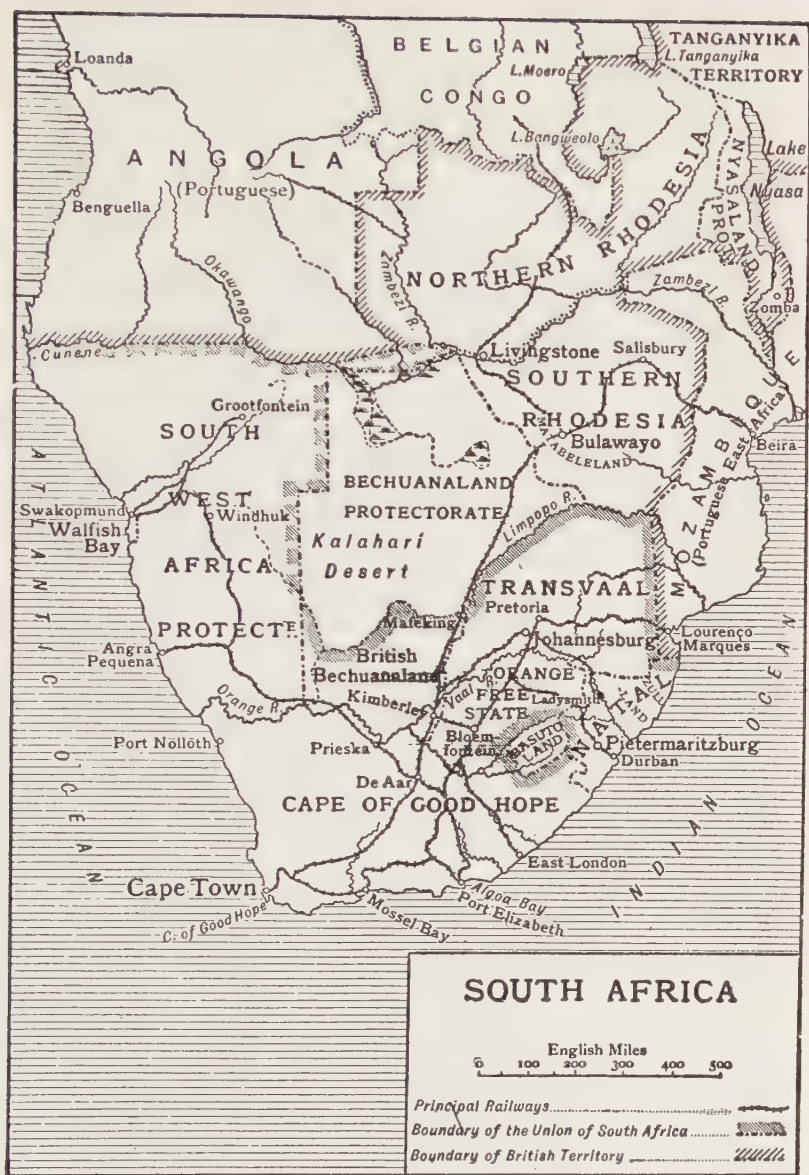 BELGIAN
CONGO
L. Moero
TANGANYIKA
L. Tanganyika
TERRITORY
Loanda
L. Bangweolo
ANGOLA
(Portuguese)
Benguella
Lake
Nyasa
NYASALAND
PROT.
NORTHERN RHODESIA
Okawango
Zambezi R.
Zambezi R.
Zomba
Cunene
Livingstone
Salisbury
SOUTHERN
RHODESIA
Grootfontein
SOUTH
WEST
AFRICA
PROTECTE.
Bulawayo
MATABELELAND
Beira
MOZAMBIQUE
(Portuguese East Africa)
BECHUANALAND
PROTECTORATE
Kalahari
Desert
Swakopmund
Walfish
Bay
Windhuk
Limpopo R.
TRANSVAAL
Pretoria
Johannesburg
Mafeking
Lourenço
Marques
Angra
Pequena
British
Bechuanaland
ORANGE
FREE
STATE
Vaal
Kimberley
Ladysmith
ZULU
LAND
NATAL
Orange R.
Bloem
fontein
BASUTO
LAND
Pietermaritzburg
Durban
Port Nolloth
Prieska
De Aar
CAPE OF GOOD HOPE
East London
Cape Town
C. of Good Hope
Mossel Bay
Algoa Bay
Port Elizabeth
ATLANTIC OCEAN
INDIAN OCEAN
SOUTH AFRICA
English Miles
0 100 200 300 400 500
Principal Railways
Boundary of the Union of South Africa
Boundary of British Territory